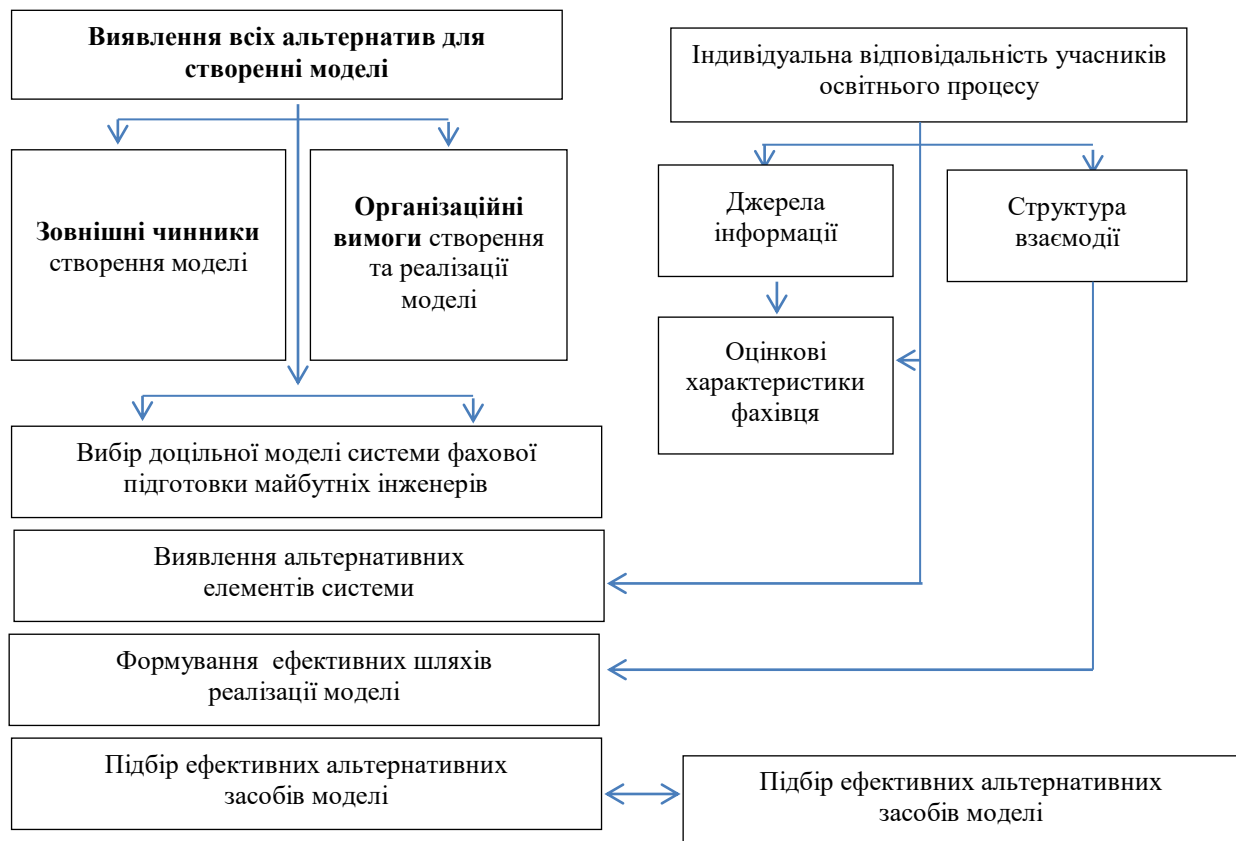 Виявлення всіх альтернатив для
створенні моделі
Індивідуальна відповідальність учасників
освітнього процесу
Зовнішні чинники
створення моделі
Організаційні
вимоги створення
та реалізації
моделі
Джерела
інформації
Структура
взаємодії
Оцінкові
характеристики
фахівця
Вибір доцільної моделі системи фахової
підготовки майбутніх інженерів
Виявлення альтернативних
елементів системи
Формування ефективних шляхів
реалізації моделі
Підбір ефективних альтернативних
засобів моделі
Підбір ефективних альтернативних
засобів моделі